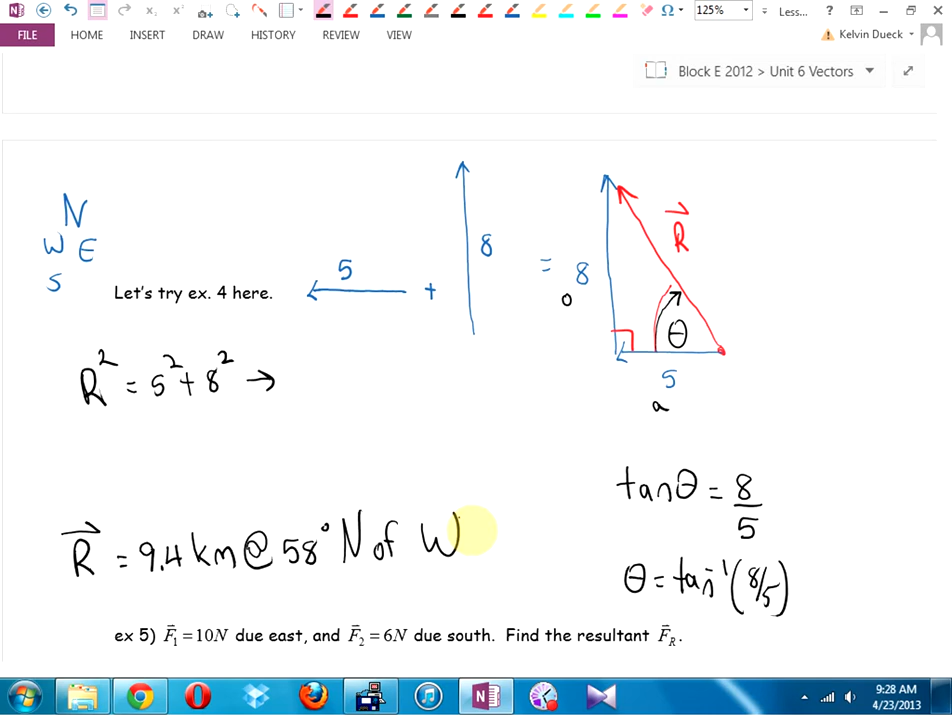 125% Less...
FILE HOME INSERT DRAW HISTORY REVIEW VIEW Kelvin Dueck
Block E 2012 > Unit 6 Vectors
N
W E
S
Let's try ex. 4 here.
5 + 8 = 8 R⃗
o θ
5
a
R² = 5² + 8² →
tanθ = 8/5
R⃗ = 9.4 km @ 58° N of W
θ = tan⁻¹(8/5)
ex 5) F⃗₁ = 10N due east, and F⃗₂ = 6N due south. Find the resultant F⃗_R.
9:28 AM
4/23/2013